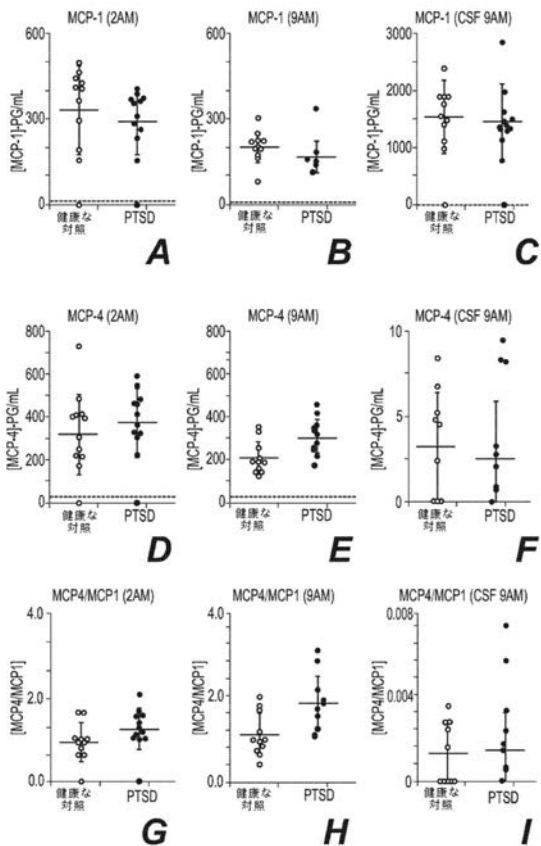 MCP-1 (2AM)
[MCP-1]-PG/mL
600
300
0
健康な
対照
PTSD
A
MCP-1 (9AM)
[MCP-1]-PG/mL
600
300
0
健康な
対照
PTSD
B
MCP-1 (CSF 9AM)
[MCP-1]-PG/mL
3000
2000
1000
0
健康な
対照
PTSD
C
MCP-4 (2AM)
[MCP-4]-PG/mL
800
600
400
200
0
健康な
対照
PTSD
D
MCP-4 (9AM)
[MCP-4]-PG/mL
800
600
400
200
0
健康な
対照
PTSD
E
MCP-4 (CSF 9AM)
[MCP-4]-PG/mL
10
5
0
健康な
対照
PTSD
F
MCP4/MCP1 (2AM)
[MCP4/MCP1]
4.0
2.0
0.0
健康な
対照
PTSD
G
MCP4/MCP1 (9AM)
[MCP4/MCP1]
4.0
2.0
0.0
健康な
対照
PTSD
H
MCP4/MCP1 (CSF 9AM)
[MCP4/MCP1]
0.008
0.004
0
健康な
対照
PTSD
I